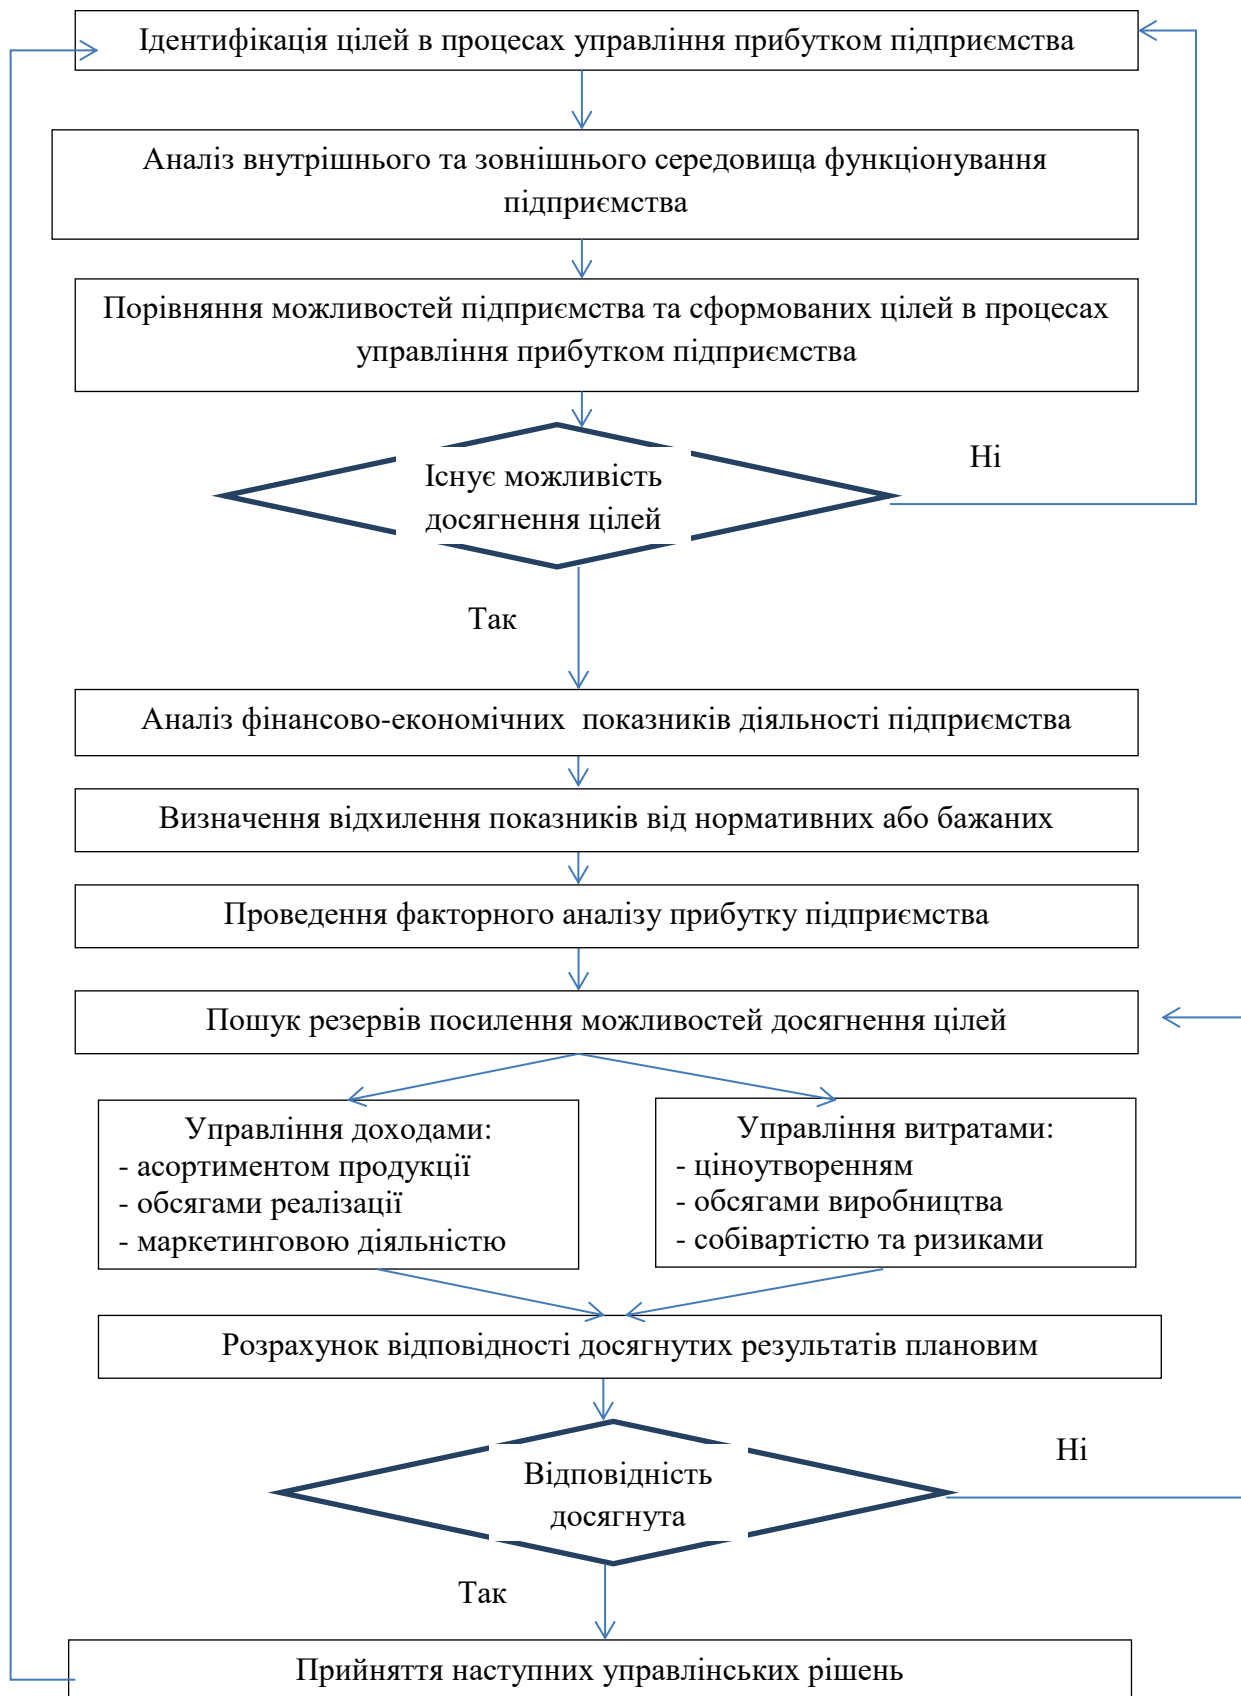 Ідентифікація цілей в процесах управління прибутком підприємства
Аналіз внутрішнього та зовнішнього середовища функціонування
підприємства
Порівняння можливостей підприємства та сформованих цілей в процесах
управління прибутком підприємства
Існує можливість
досягнення цілей
Ні
Так
Аналіз фінансово-економічних показників діяльності підприємства
Визначення відхилення показників від нормативних або бажаних
Проведення факторного аналізу прибутку підприємства
Пошук резервів посилення можливостей досягнення цілей
Управління доходами:
- асортиментом продукції
- обсягами реалізації
- маркетинговою діяльністю
Управління витратами:
- ціноутворенням
- обсягами виробництва
- собівартістю та ризиками
Розрахунок відповідності досягнутих результатів плановим
Відповідність
досягнута
Ні
Так
Прийняття наступних управлінських рішень